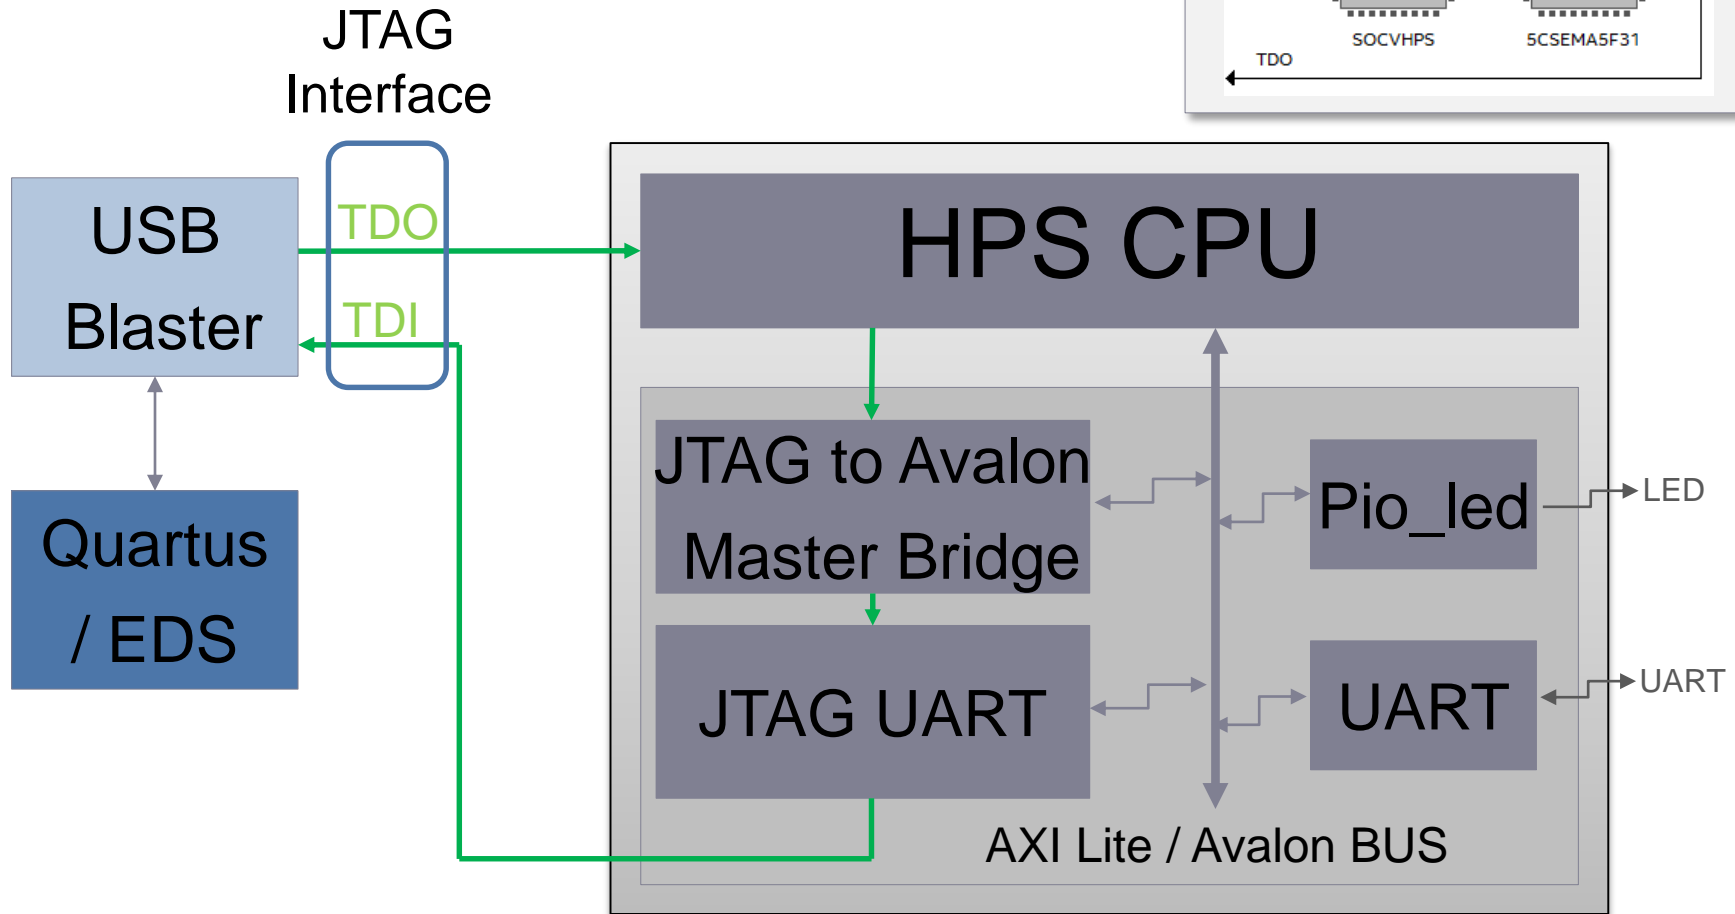 JTAG
Interface
SOCVHPS
5CSEMA5F31
TDO
USB
Blaster
TDO
TDI
HPS CPU
Quartus
/ EDS
JTAG to Avalon
Master Bridge
Pio_led
LED
JTAG UART
UART
UART
AXI Lite / Avalon BUS